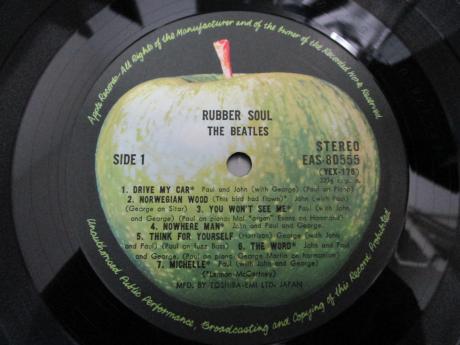 Apple Records - All Rights of the Manufacturer and of the Owner of the Recorded Work Reserved
RUBBER SOUL
THE BEATLES
SIDE 1
STEREO
EAS-80555
(YEX-178)
33⅓ r.p.m.
1. DRIVE MY CAR* Paul and John (with George) (Paul on Piano)
2. NORWEGIAN WOOD (This bird had flown)* John (with Paul)
(George on Sitar) 3. YOU WON'T SEE ME* Paul (with John
and George) (Paul on piano: Mal "organ" Evans on Hammond)
4. NOWHERE MAN* John and Paul and George
5. THINK FOR YOURSELF (Harrison) George (with John
and Paul) (Paul on fuzz Bass) 6. THE WORD* John and Paul
and George. (Paul on piano: George Martin on harmonium)
7. MICHELLE* Paul (with John and George)
(*Lennon-McCartney)
MFD. BY TOSHIBA-EMI LTD. JAPAN
Unauthorised Public Performance, Broadcasting and Copying of this Record Prohibited